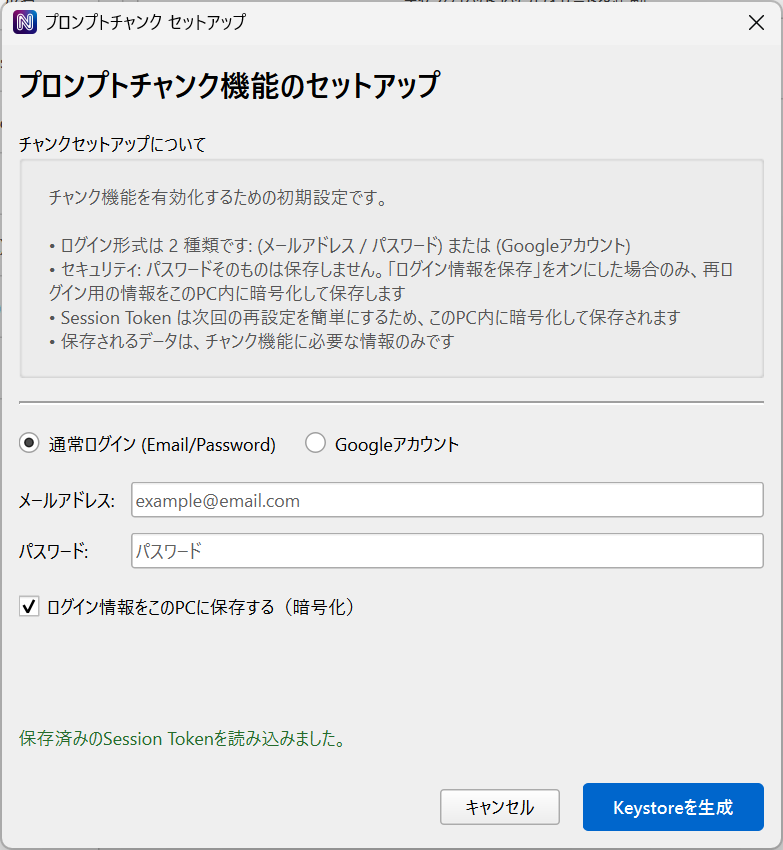 プロンプトチャンク セットアップ
プロンプトチャンク機能のセットアップ
チャンクセットアップについて
チャンク機能を有効化するための初期設定です。
• ログイン形式は 2 種類です: (メールアドレス / パスワード) または (Googleアカウント)
• セキュリティ: パスワードそのものは保存しません。「ログイン情報を保存」をオンにした場合のみ、再ロ
グイン用の情報をこのPC内に暗号化して保存します
• Session Token は次回の再設定を簡単にするため、このPC内に暗号化して保存されます
• 保存されるデータは、チャンク機能に必要な情報のみです
通常ログイン (Email/Password) Googleアカウント
メールアドレス: example@email.com
パスワード: パスワード
ログイン情報をこのPCに保存する（暗号化）
保存済みのSession Tokenを読み込みました。
キャンセル Keystoreを生成